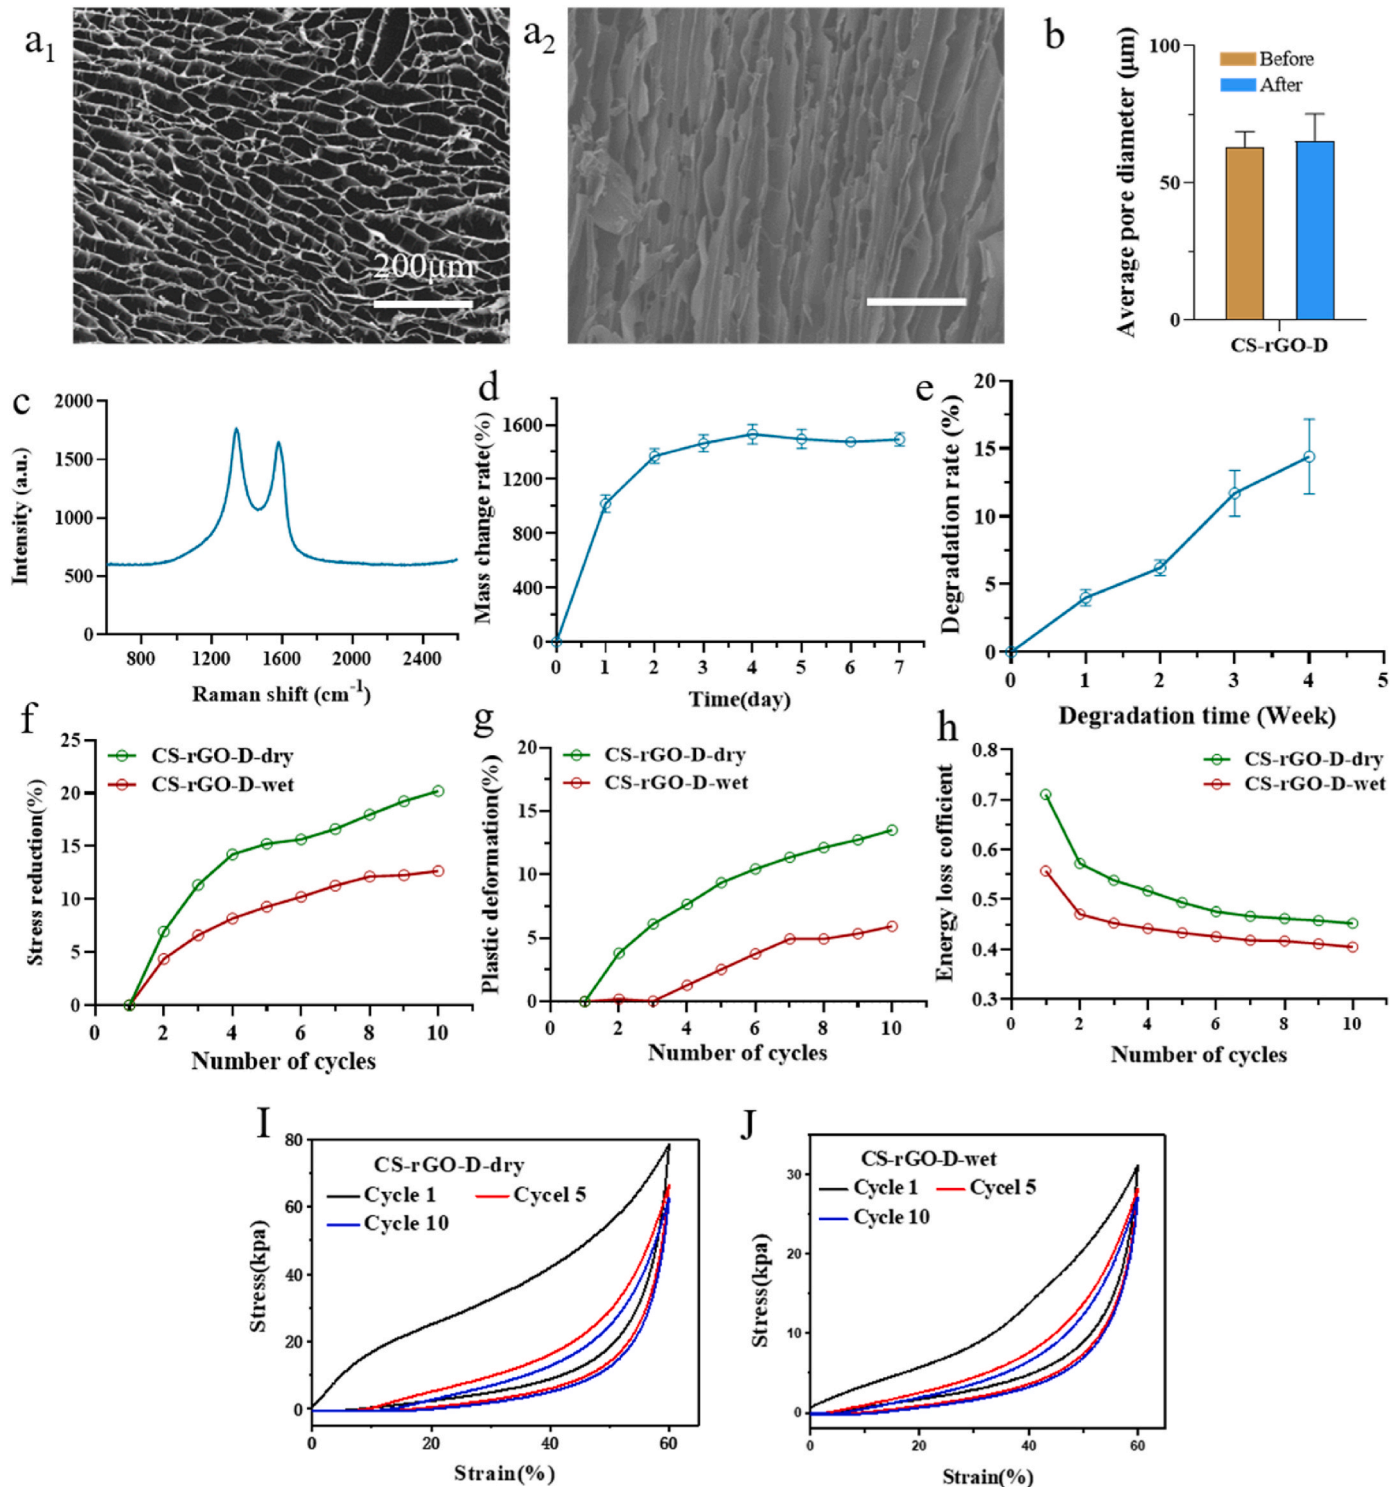 a1
200μm
a2
b
Average pore diameter (μm)
100
50
0
Before
After
CS-rGO-D
c
Intensity (a.u.)
2000
1500
1000
500
0
800 1200 1600 2000 2400
Raman shift (cm-1)
d
Mass change rate(%)
1600
1200
800
400
0
0 1 2 3 4 5 6 7
Time(day)
e
Degradation rate (%)
20
15
10
5
0
0 1 2 3 4 5
Degradation time (Week)
f
Stress reduction(%)
25
20
15
10
5
0
CS-rGO-D-dry
CS-rGO-D-wet
0 2 4 6 8 10
Number of cycles
g
Plastic deformation(%)
20
15
10
5
0
CS-rGO-D-dry
CS-rGO-D-wet
0 2 4 6 8 10
Number of cycles
h
Energy loss cofficient
0.8
0.7
0.6
0.5
0.4
0.3
CS-rGO-D-dry
CS-rGO-D-wet
0 2 4 6 8 10
Number of cycles
I
Stress(kpa)
80
60
40
20
0
CS-rGO-D-dry
Cycle 1 Cycel 5
Cycle 10
0 20 40 60
Strain(%)
J
Stress(kpa)
30
20
10
0
CS-rGO-D-wet
Cycle 1 Cycel 5
Cycle 10
0 20 40 60
Strain(%)